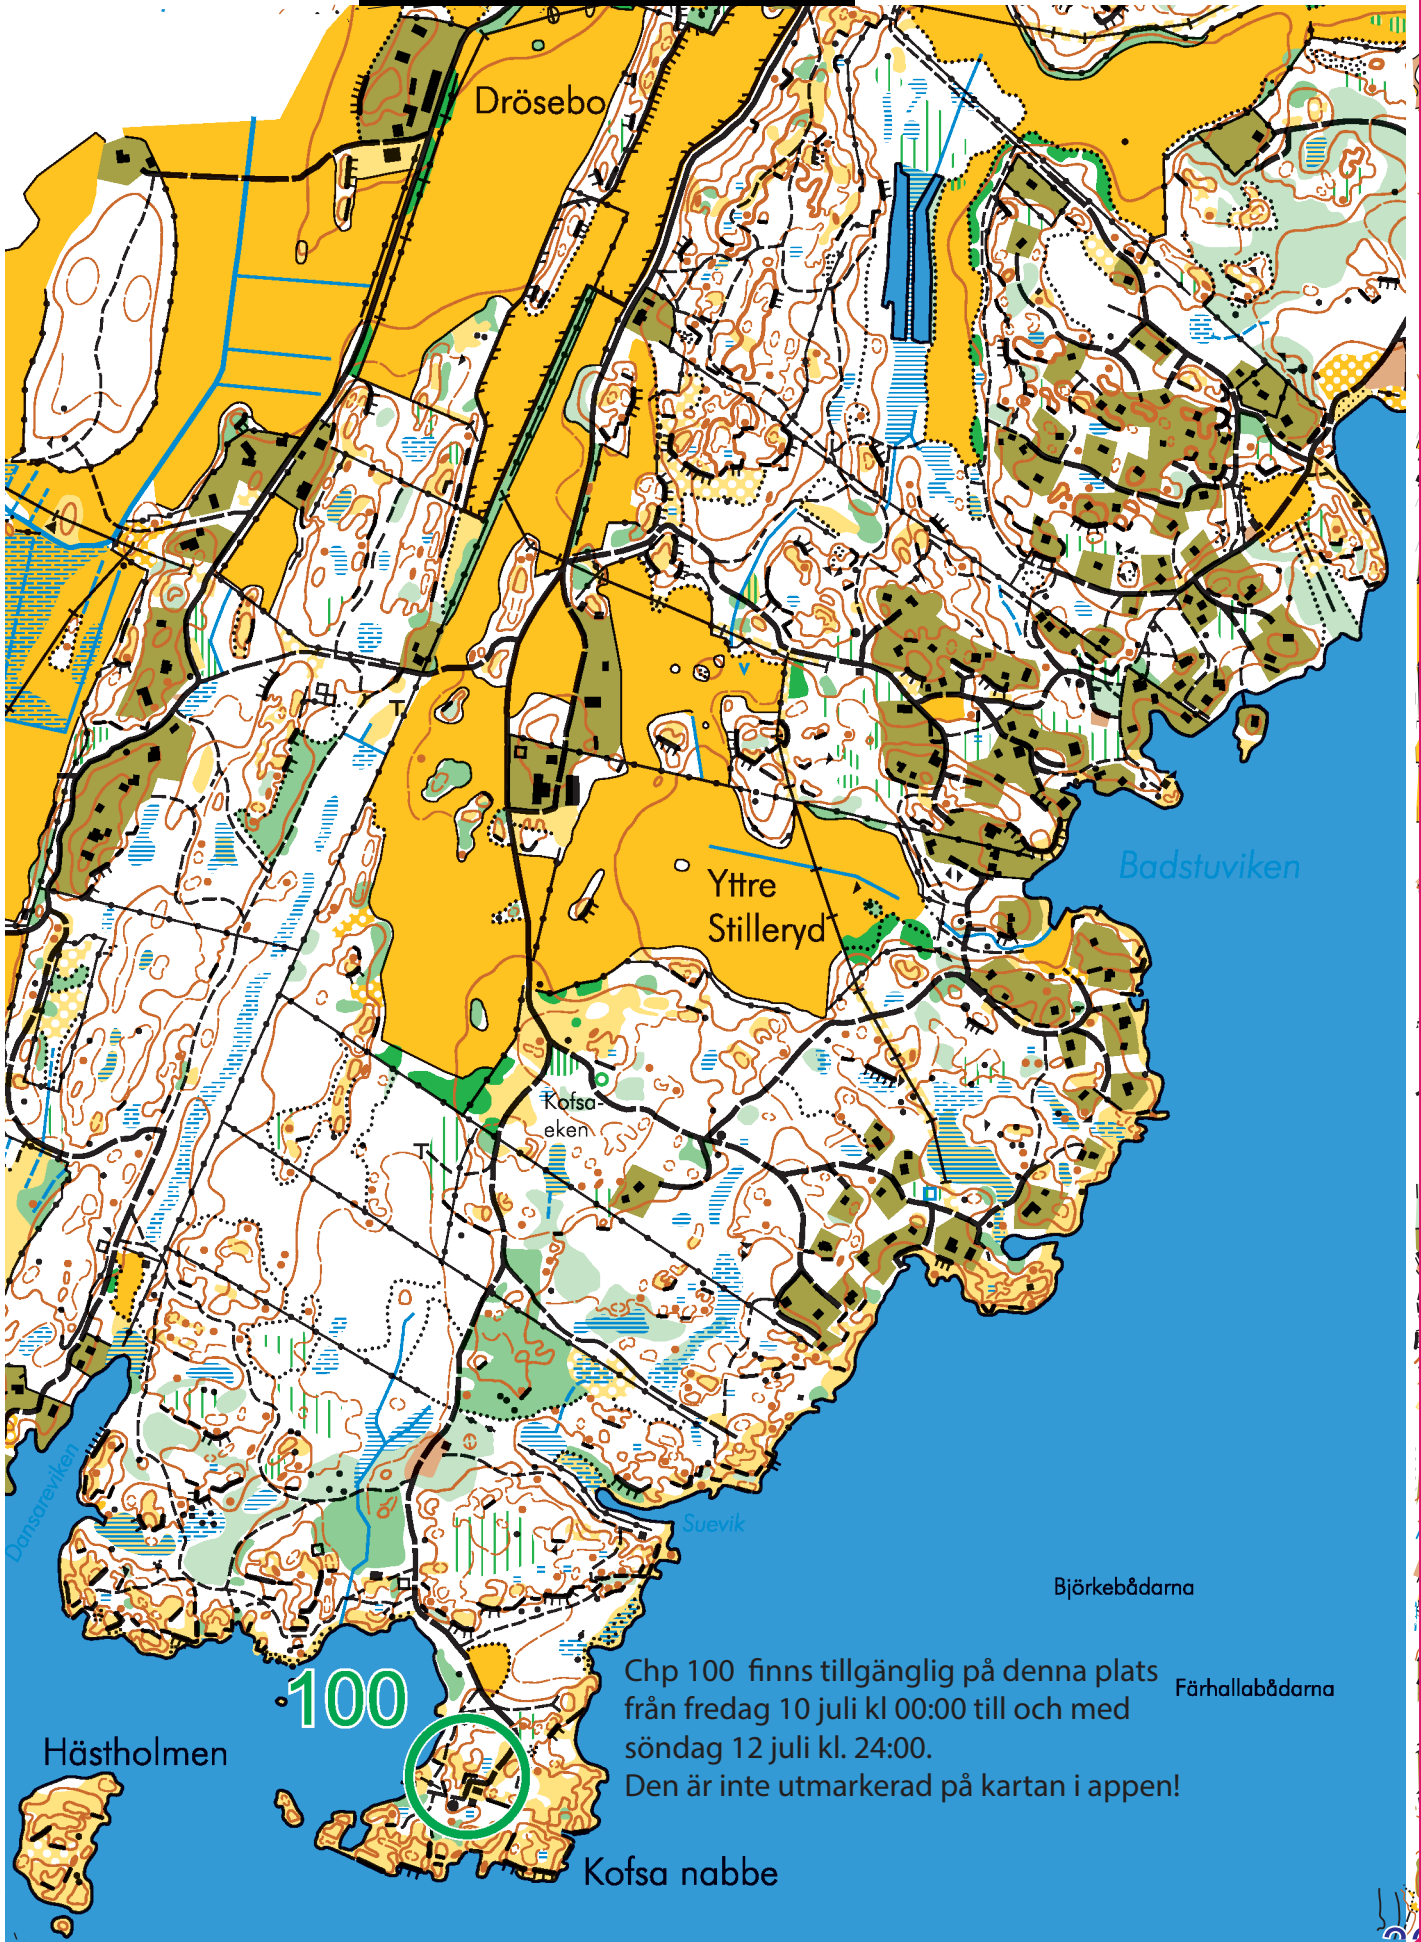 Drösebo
Yttre
Stilleryd
Badstuviken
Kofsa-
eken
Dansareviken
Suevik
Björkebådarna
100
Chp 100 finns tillgänglig på denna plats
från fredag 10 juli kl 00:00 till och med
söndag 12 juli kl. 24:00.
Den är inte utmarkerad på kartan i appen!
Färhallabådarna
Hästholmen
Kofsa nabbe